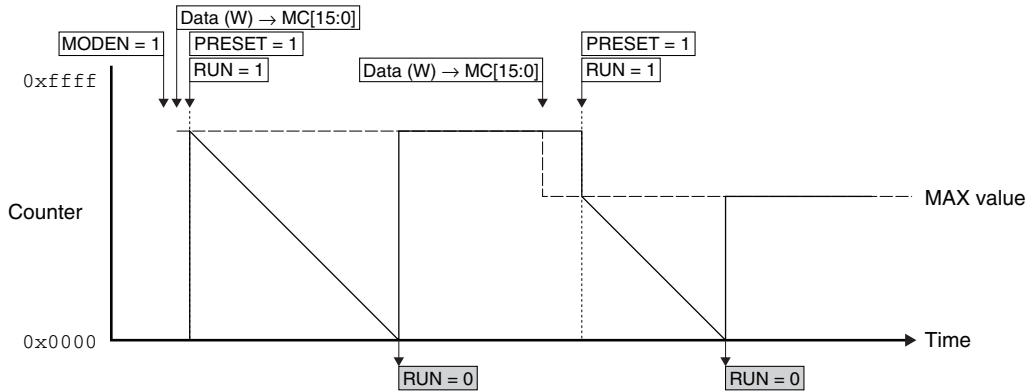 Data (W) → MC[15:0]
MODEN = 1
PRESET = 1
PRESET = 1
RUN = 1
Data (W) → MC[15:0]
RUN = 1
0xffff
Counter
MAX value
0x0000
Time
RUN = 0
RUN = 0